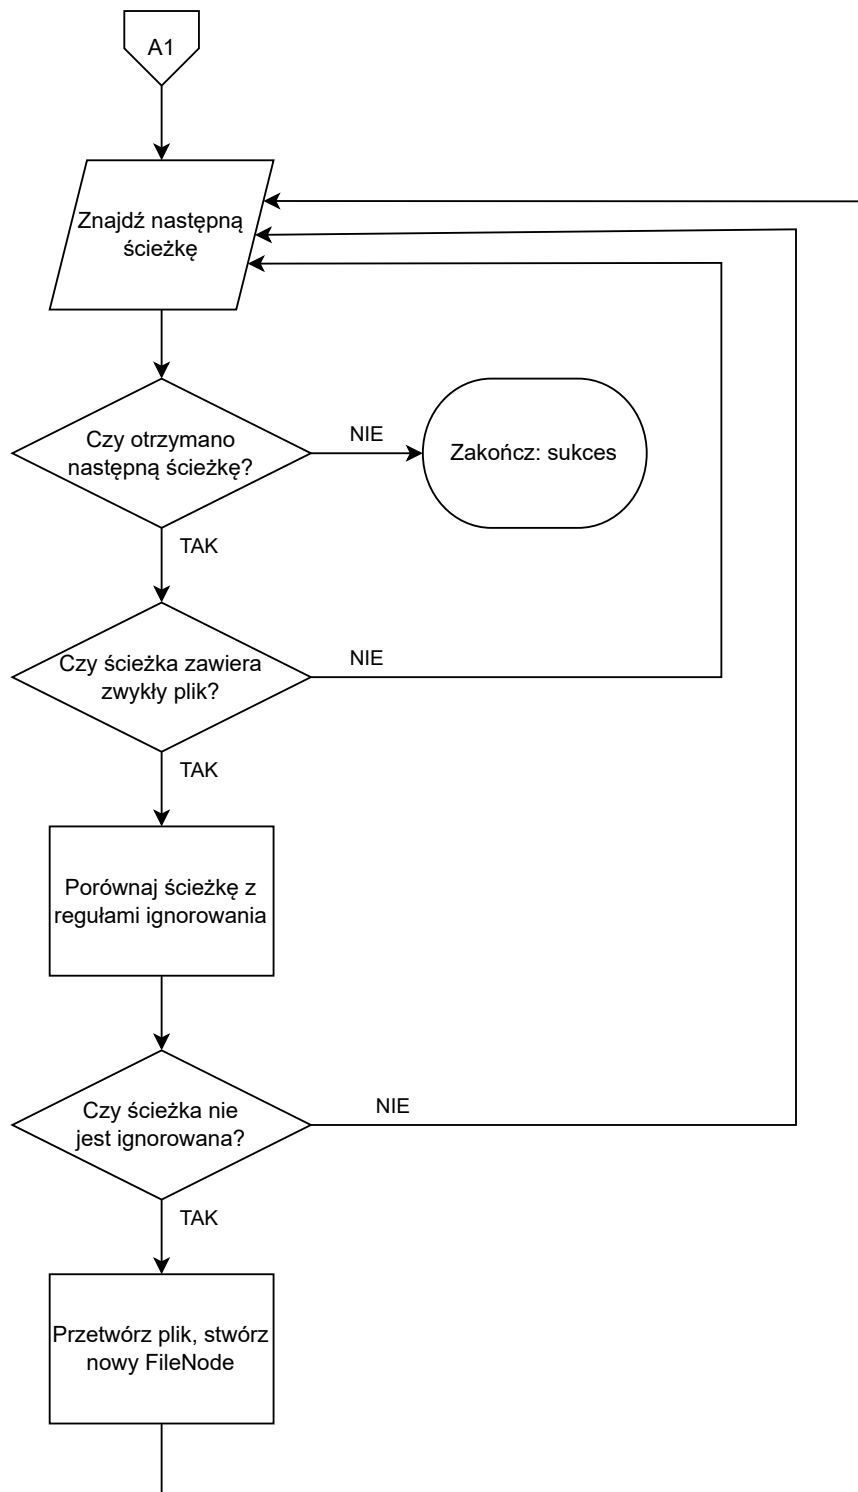 A1
Znajdź następną
ścieżkę
Czy otrzymano
następną ścieżkę?
NIE
Zakończ: sukces
TAK
Czy ścieżka zawiera
zwykły plik?
NIE
TAK
Porównaj ścieżkę z
regułami ignorowania
Czy ścieżka nie
jest ignorowana?
NIE
TAK
Przetwórz plik, stwórz
nowy FileNode